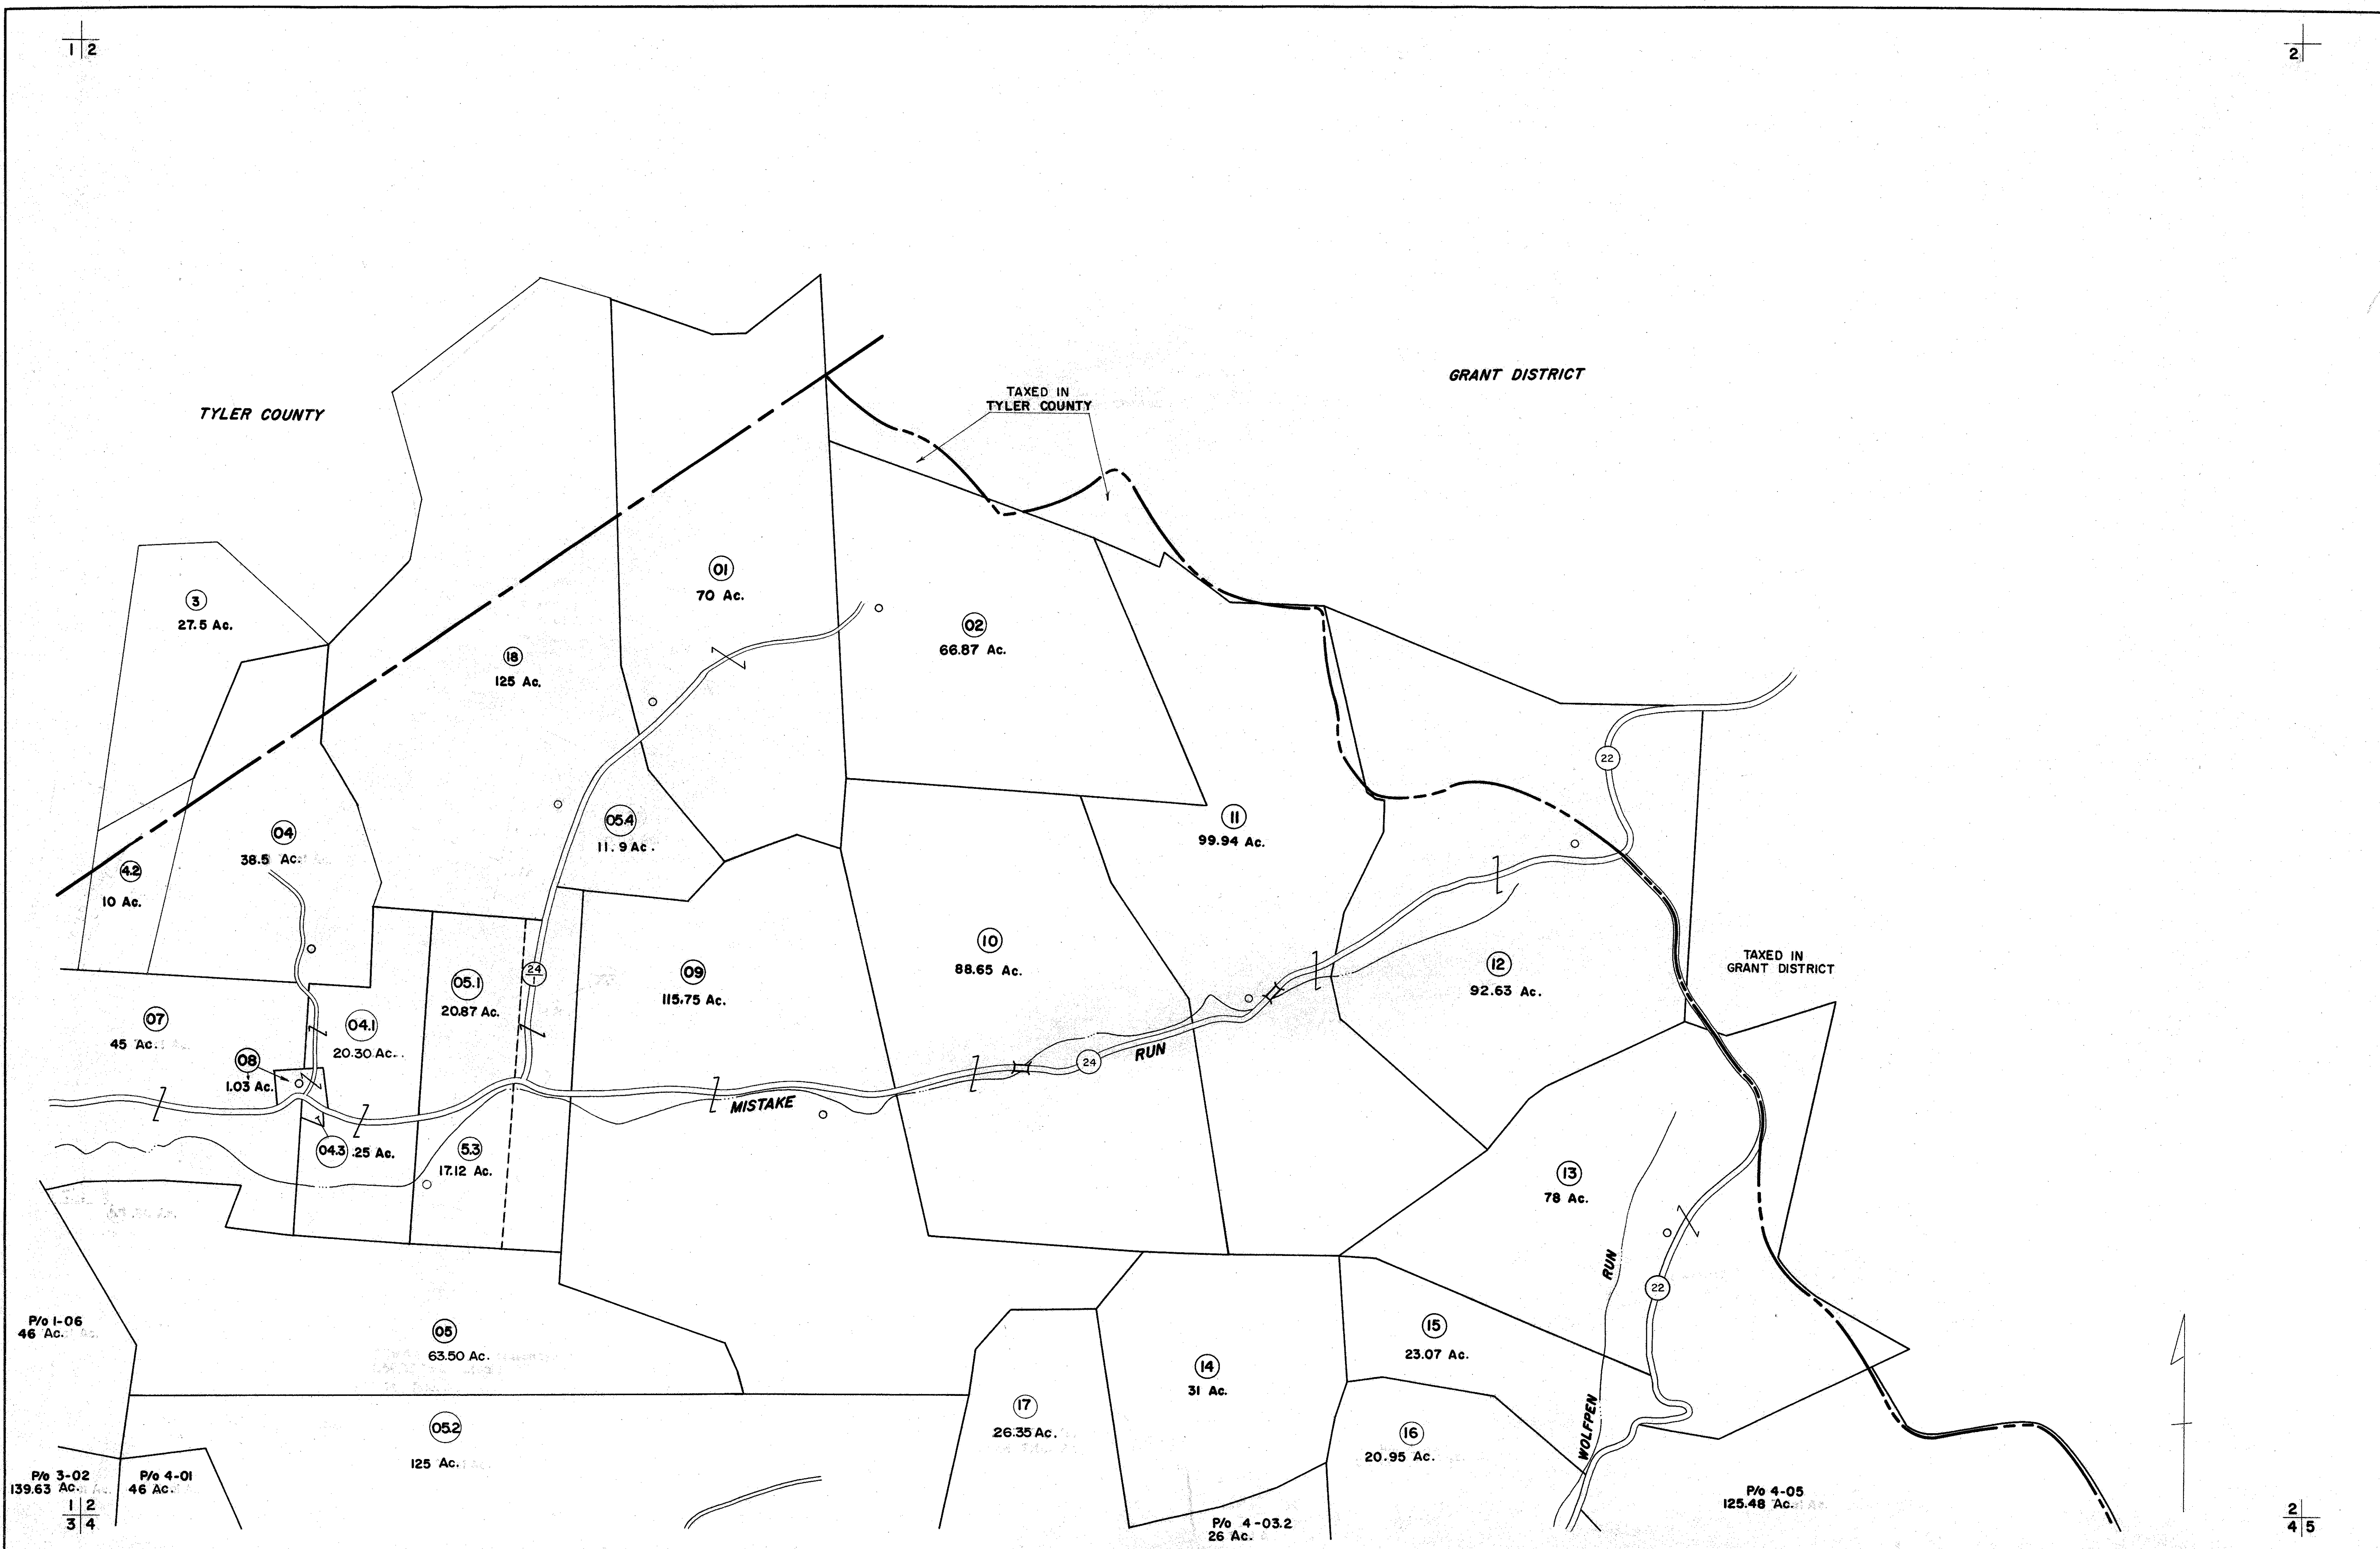 1 2
2
TYLER COUNTY
TAXED IN
TYLER COUNTY
GRANT DISTRICT
01
70 Ac.
3
27.5 Ac.
02
66.87 Ac.
18
125 Ac.
22
05.4
11.9 Ac.
11
99.94 Ac.
04
38.5 Ac.
4.2
10 Ac.
10
88.65 Ac.
12
92.63 Ac.
TAXED IN
GRANT DISTRICT
24
1
09
115.75 Ac.
05.1
20.87 Ac.
07
45 Ac.
04.1
20.30 Ac.
08
1.03 Ac.
24
RUN
MISTAKE
04.3 .25 Ac.
5.3
17.12 Ac.
13
78 Ac.
RUN
22
P/o 1-06
46 Ac.
05
63.50 Ac.
15
23.07 Ac.
14
31 Ac.
17
26.35 Ac.
05.2
125 Ac.
16
20.95 Ac.
WOLFPEN
P/o 3-02
139.63 Ac.
P/o 4-01
46 Ac.
P/o 4-05
125.48 Ac.
P/o 4-03.2
26 Ac.
1 2
3 4
2
4 5